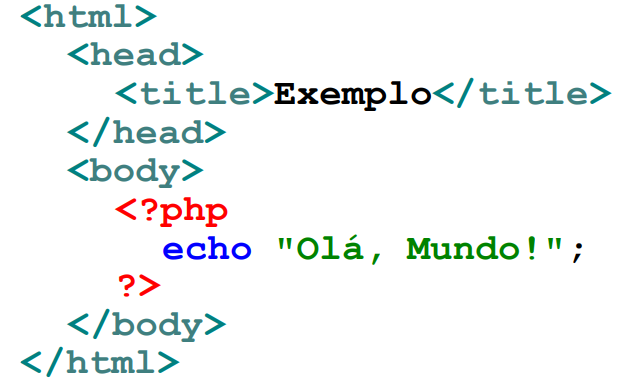 <html>
<head>
<title>Exemplo</title>
</head>
<body>
<?php
echo "Olá, Mundo!";
?>
</body>
</html>